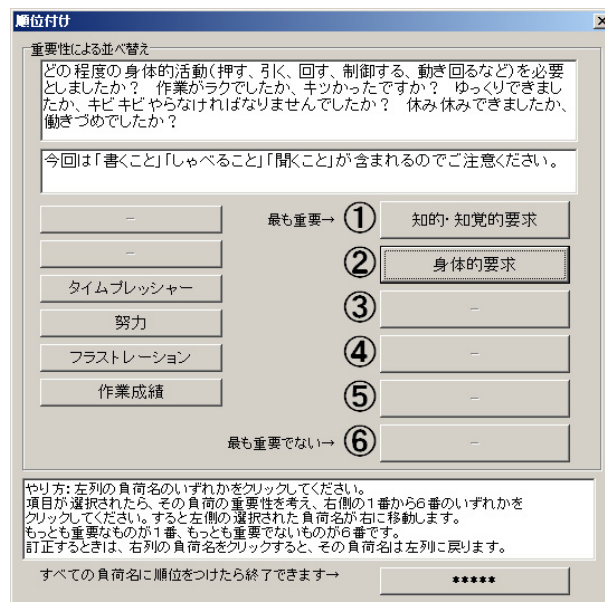 順位付け
重要性による並べ替え
どの程度の身体的活動(押す、引く、回す、制御する、動き回るなど)を必要
としましたか？ 作業がラクでしたか、キツかったですか？ ゆっくりできまし
たか、キビキビやらなければなりませんでしたか？ 休み休みできましたか、
働きづめでしたか？
今回は「書くこと」「しゃべること」「聞くこと」が含まれるのでご注意ください。
－ 最も重要→ ① 知的・知覚的要求
－ ② 身体的要求
タイムプレッシャー ③ －
努力 ④ －
フラストレーション ⑤ －
作業成績 ⑥ －
最も重要でない→
やり方：左列の負荷名のいずれかをクリックしてください。
項目が選択されたら、その負荷の重要性を考え、右側の１番から６番のいずれかを
クリックしてください。すると左側の選択された負荷名が右に移動します。
もっとも重要なものが１番、もっとも重要でないものが６番です。
訂正するときは、右列の負荷名をクリックすると、その負荷名は左列に戻ります。
すべての負荷名に順位をつけたら終了できます→ *****